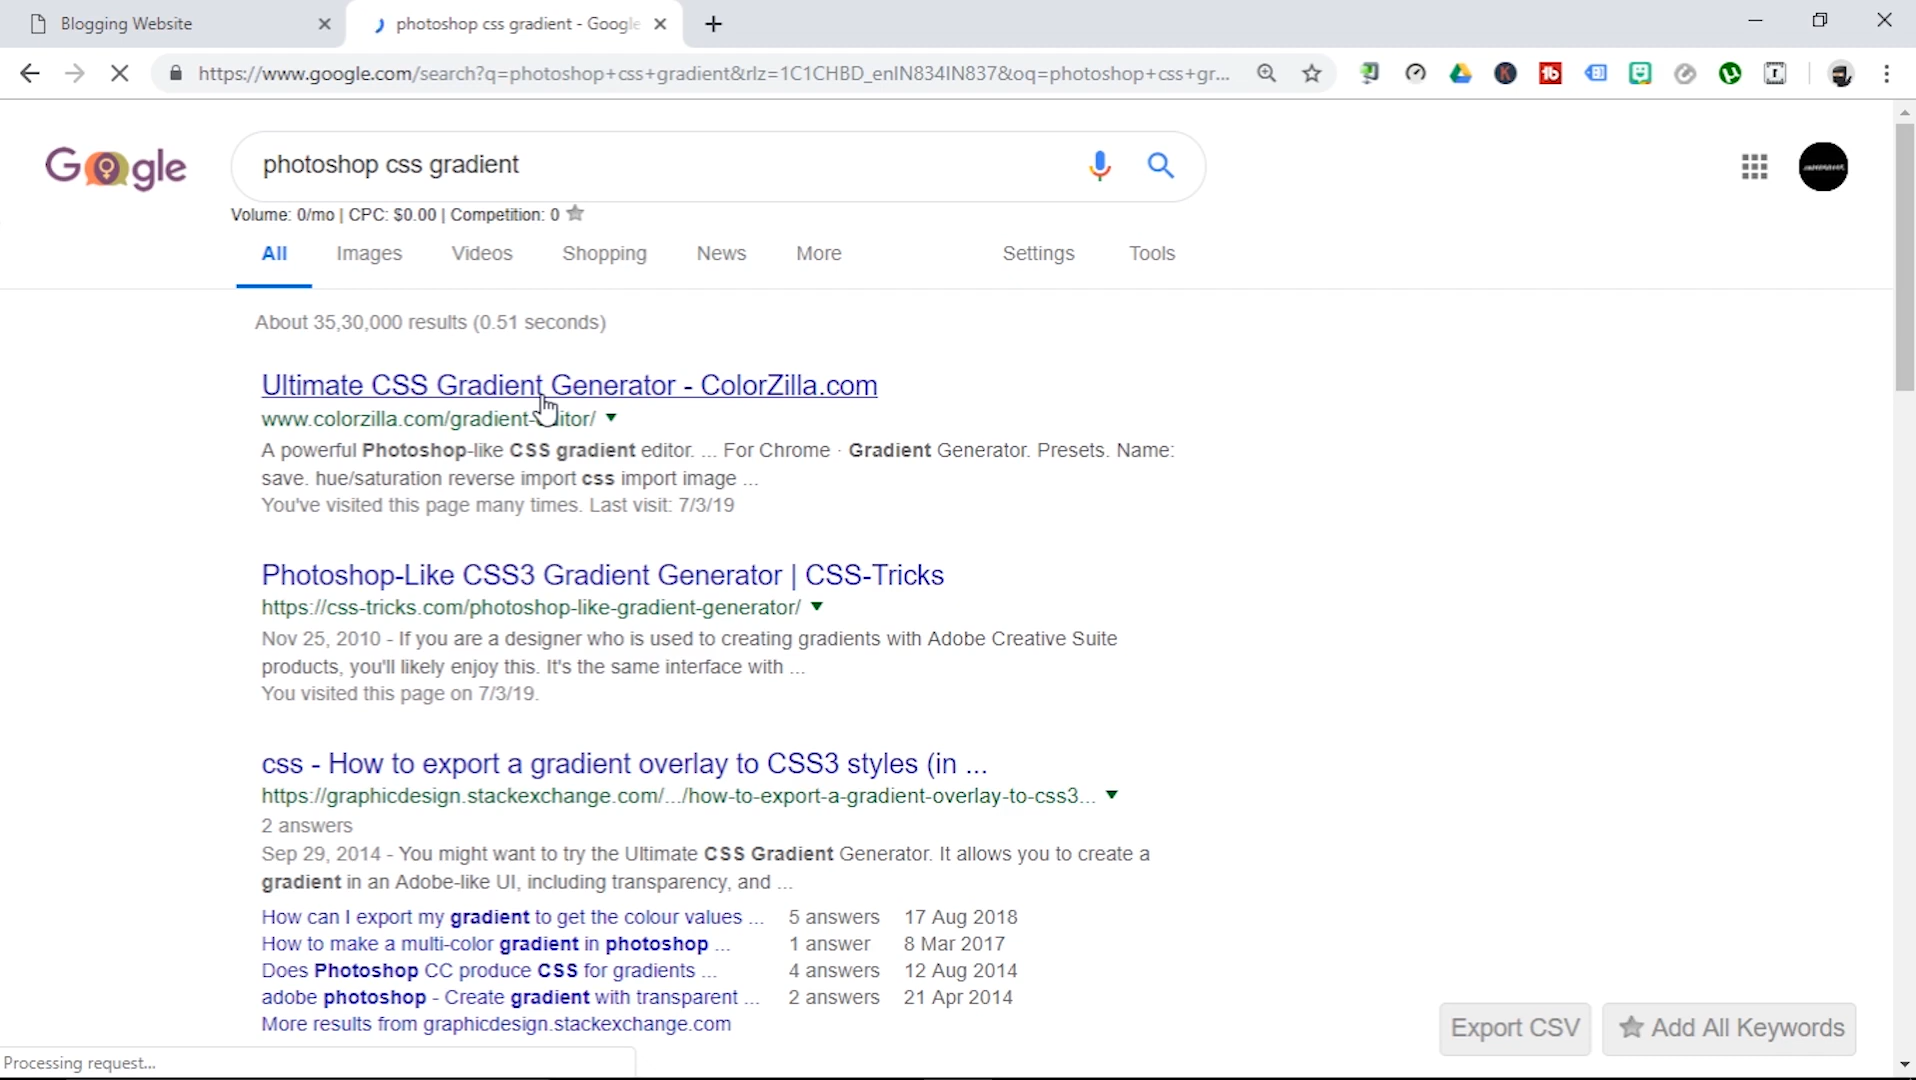 Blogging Website
photoshop css gradient - Google
https://www.google.com/search?q=photoshop+css+gradient&rlz=1C1CHBD_enIN834IN837&oq=photoshop+css+gr...
Google
photoshop css gradient
Volume: 0/mo | CPC: $0.00 | Competition: 0
All Images Videos Shopping News More Settings Tools
About 35,30,000 results (0.51 seconds)
Ultimate CSS Gradient Generator - ColorZilla.com
www.colorzilla.com/gradient-editor/
A powerful Photoshop-like CSS gradient editor. ... For Chrome · Gradient Generator. Presets. Name:
save. hue/saturation reverse import css import image ...
You've visited this page many times. Last visit: 7/3/19
Photoshop-Like CSS3 Gradient Generator | CSS-Tricks
https://css-tricks.com/photoshop-like-gradient-generator/
Nov 25, 2010 - If you are a designer who is used to creating gradients with Adobe Creative Suite
products, you'll likely enjoy this. It's the same interface with ...
You visited this page on 7/3/19.
css - How to export a gradient overlay to CSS3 styles (in ...
https://graphicdesign.stackexchange.com/.../how-to-export-a-gradient-overlay-to-css3...
2 answers
Sep 29, 2014 - You might want to try the Ultimate CSS Gradient Generator. It allows you to create a
gradient in an Adobe-like UI, including transparency, and ...
How can I export my gradient to get the colour values ... 5 answers 17 Aug 2018
How to make a multi-color gradient in photoshop ... 1 answer 8 Mar 2017
Does Photoshop CC produce CSS for gradients ... 4 answers 12 Aug 2014
adobe photoshop - Create gradient with transparent ... 2 answers 21 Apr 2014
More results from graphicdesign.stackexchange.com
Export CSV
Add All Keywords
Processing request...